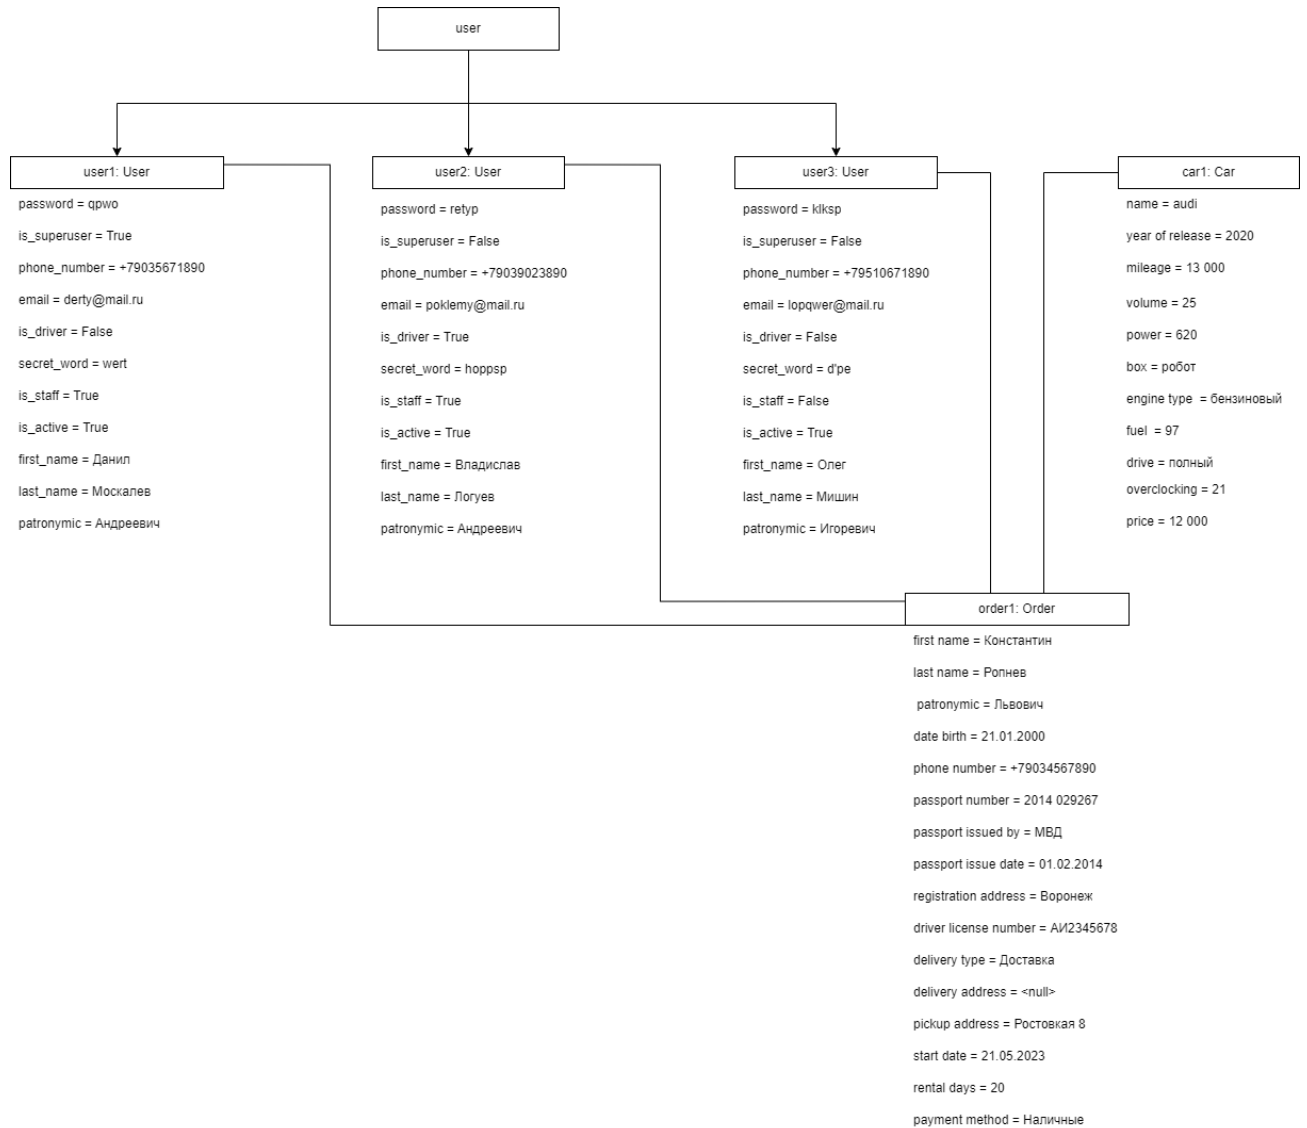 user
user1: User
password = qpwo
is_superuser = True
phone_number = +79035671890
email = derty@mail.ru
is_driver = False
secret_word = wert
is_staff = True
is_active = True
first_name = Данил
last_name = Москалев
patronymic = Андреевич
user2: User
password = retyp
is_superuser = False
phone_number = +79039023890
email = poklemy@mail.ru
is_driver = True
secret_word = hoppsp
is_staff = True
is_active = True
first_name = Владислав
last_name = Логуев
patronymic = Андреевич
user3: User
password = klksp
is_superuser = False
phone_number = +79510671890
email = lopqwer@mail.ru
is_driver = False
secret_word = d'pe
is_staff = False
is_active = True
first_name = Олег
last_name = Мишин
patronymic = Игоревич
car1: Car
name = audi
year of release = 2020
mileage = 13 000
volume = 25
power = 620
box = робот
engine type = бензиновый
fuel = 97
drive = полный
overclocking = 21
price = 12 000
order1: Order
first name = Константин
last name = Ропнев
patronymic = Львович
date birth = 21.01.2000
phone number = +79034567890
passport number = 2014 029267
passport issued by = МВД
passport issue date = 01.02.2014
registration address = Воронеж
driver license number = АИ2345678
delivery type = Доставка
delivery address = <null>
pickup address = Ростовкая 8
start date = 21.05.2023
rental days = 20
payment method = Наличные